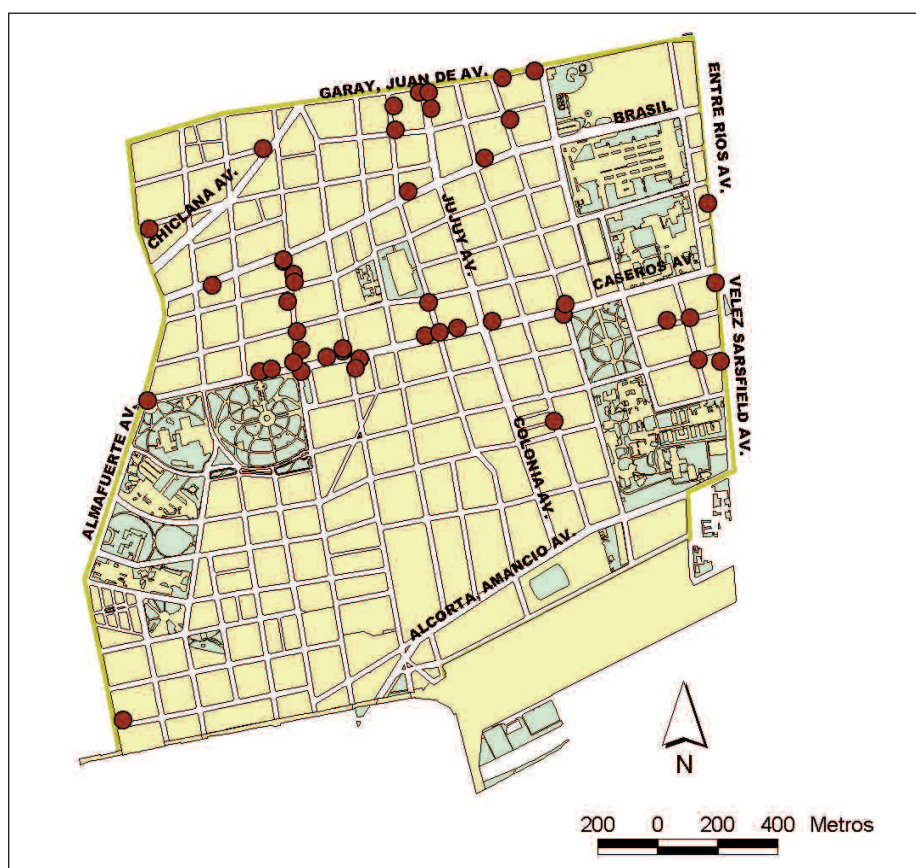 GARAY, JUAN DE AV.
ENTRE RIOS AV.
BRASIL
CHICLANA AV.
JUJUY AV.
CASEROS AV.
VELEZ SARSFIELD AV.
ALMAFUERTE AV.
COLONIA AV.
ALCORTA, AMANCIO AV.
N
200 0 200 400 Metros